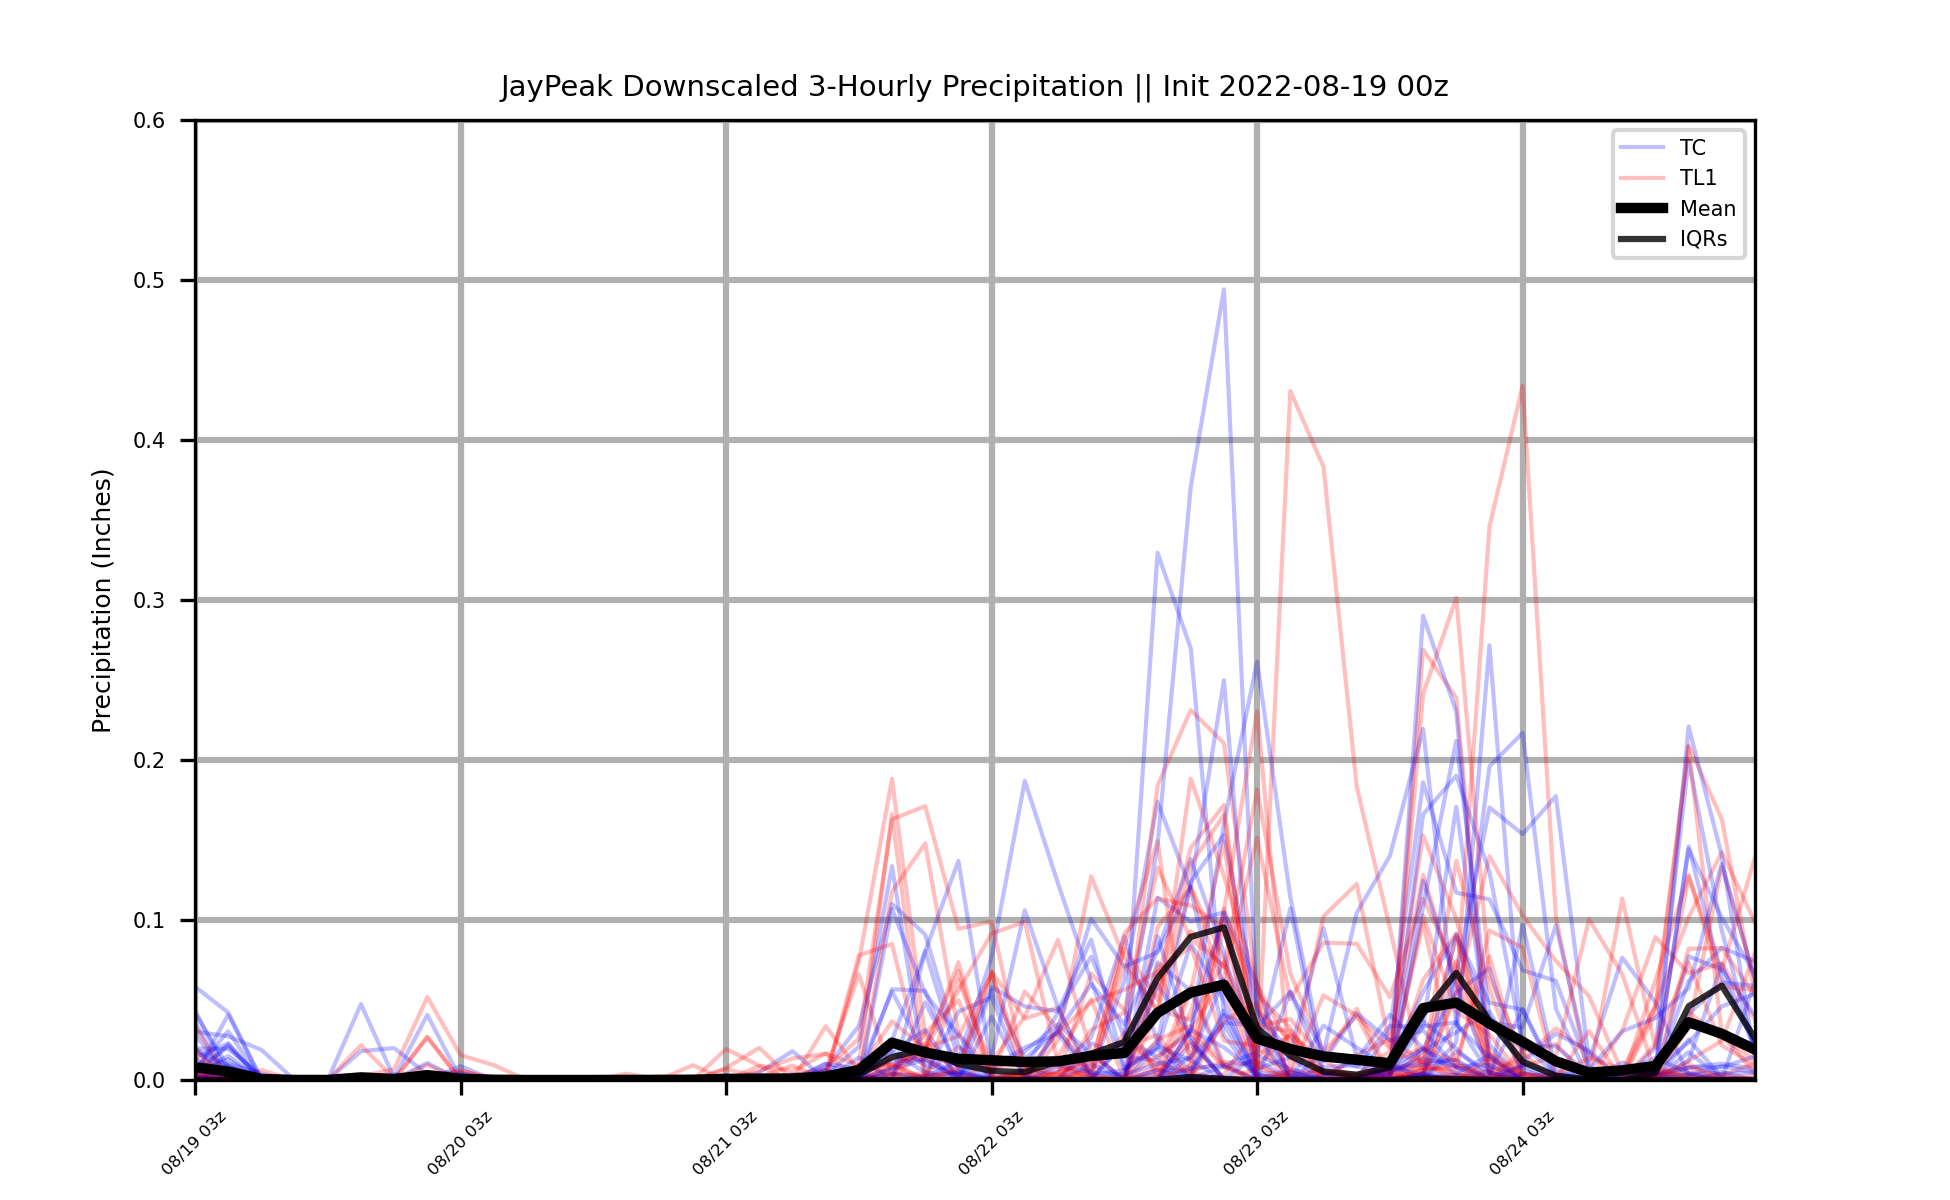 JayPeak Downscaled 3-Hourly Precipitation || Init 2022-08-19 00z
TC
TL1
Mean
IQRs
Precipitation (Inches)
0.6
0.5
0.4
0.3
0.2
0.1
0.0
08/19 03z
08/20 03z
08/21 03z
08/22 03z
08/23 03z
08/24 03z